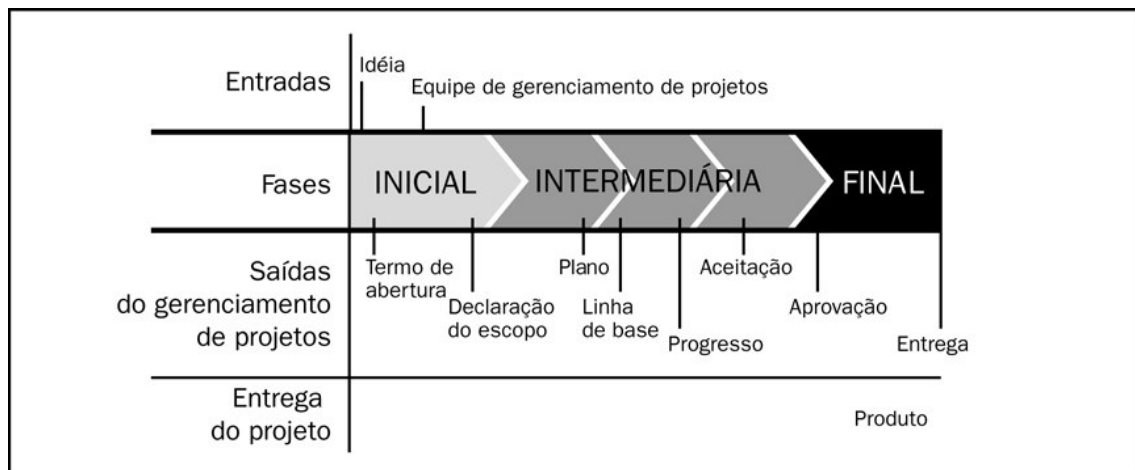 Idéia
Entradas
Equipe de gerenciamento de projetos
Fases
INICIAL
INTERMEDIÁRIA
FINAL
Saídas
do gerenciamento
de projetos
Termo de
abertura
Declaração
do escopo
Plano
Linha
de base
Progresso
Aceitação
Aprovação
Entrega
Entrega
do projeto
Produto